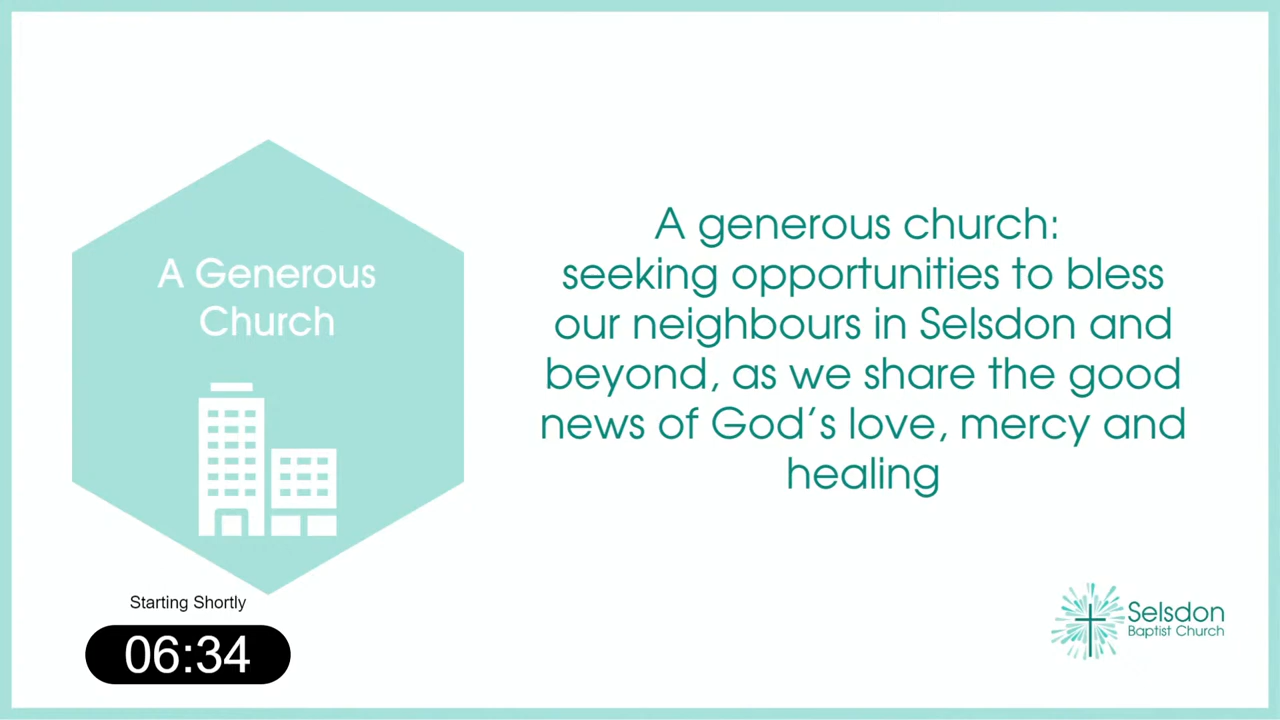 A Generous
Church
A generous church:
seeking opportunities to bless
our neighbours in Selsdon and
beyond, as we share the good
news of God's love, mercy and
healing
Starting Shortly
06:34
Selsdon
Baptist Church